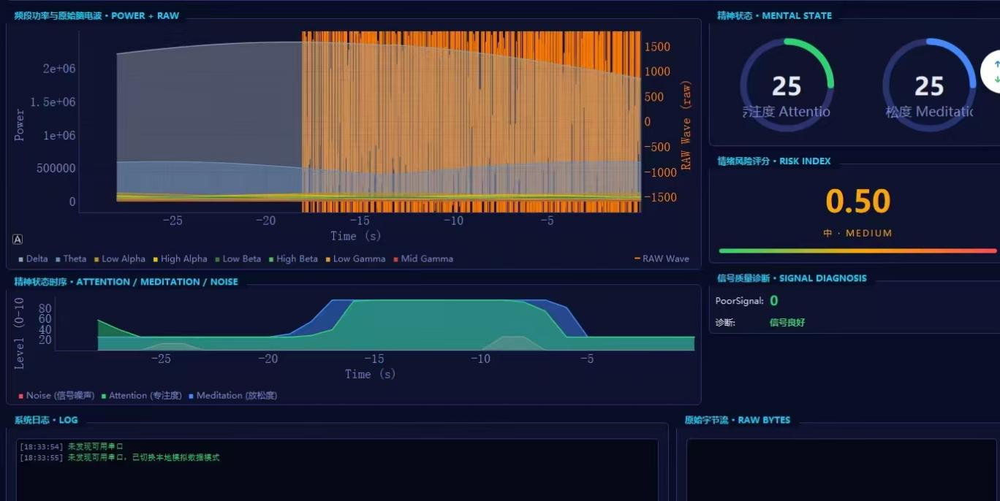 频段功率与原始脑电波 • POWER + RAW
2e+06
1.5e+06
1e+06
500000
0
Power
1500
1000
500
0
−500
−1000
−1500
RAW Wave (raw)
−25
−20
−15
−10
−5
Time (s)
A
Delta
Theta
Low Alpha
High Alpha
Low Beta
High Beta
Low Gamma
Mid Gamma
RAW Wave
精神状态时序 • ATTENTION / MEDITATION / NOISE
Level (0-10
80
60
40
20
−25
−20
−15
−10
−5
Time (s)
Noise (信号噪声)
Attention (专注度)
Meditation (放松度)
精神状态 • MENTAL STATE
25
注度 Attentio
25
松度 Meditatic
情绪风险评分 • RISK INDEX
0.50
中 · MEDIUM
信号质量诊断 • SIGNAL DIAGNOSIS
PoorSignal: 0
诊断: 信号良好
系统日志 • LOG
[18:33:54] 未发现可用串口
[18:33:55] 未发现可用串口，已切换本地模拟数据模式
原始字节流 • RAW BYTES